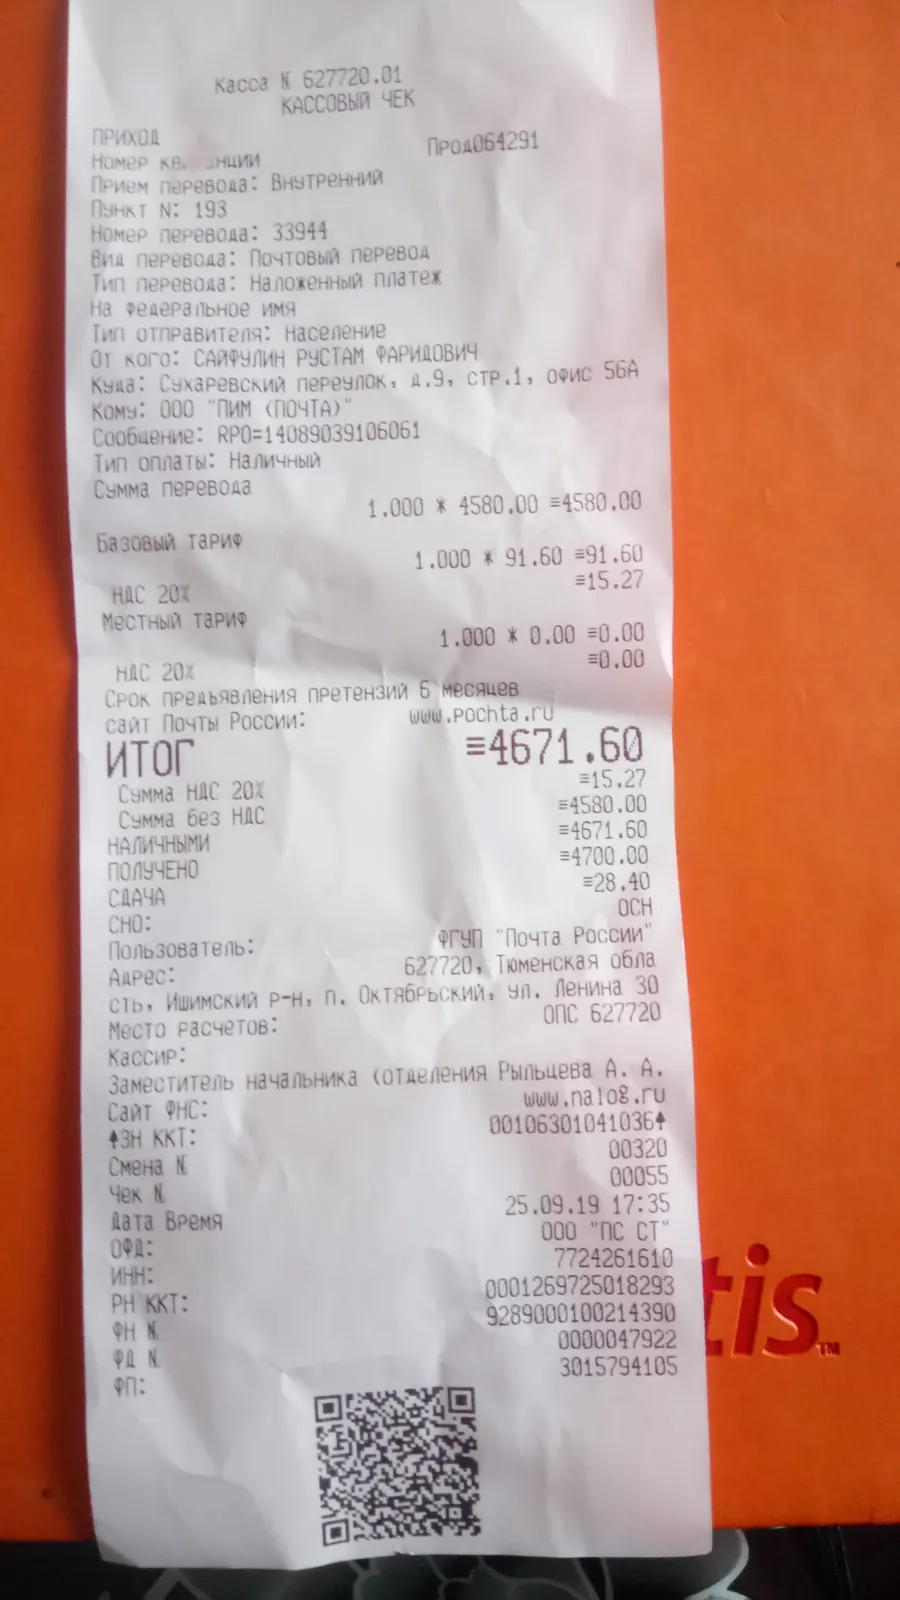 Касса № 627720.01
КАССОВЫЙ ЧЕК
ПРИХОД
Номер Прод064291
Прием перевода: Внутренний
Пункт N: 193
Номер перевода: 33944
Вид перевода: Почтовый перевод
Тип перевода: Наложенный платеж
На федеральное имя
Тип отправителя: Население
От кого: САЙФУЛИН РУСТАМ ФАРИДОВИЧ
Куда: Сухаревский переулок, д.9, стр.1, офис 56А
Кому: ООО "ПИМ (ПОЧТА)"
Сообщение: RPO=14089039106061
Тип оплаты: Наличный
Сумма перевода
1.000 * 4580.00 ≡4580.00
Базовый тариф
1.000 * 91.60 ≡91.60
НДС 20% ≡15.27
Местный тариф
1.000 * 0.00 ≡0.00
НДС 20% ≡0.00
Срок предъявления претензий 6 месяцев
сайт Почты России: www.pochta.ru
ИТОГ ≡4671.60
Сумма НДС 20% ≡15.27
Сумма без НДС ≡4580.00
НАЛИЧНЫМИ ≡4671.60
ПОЛУЧЕНО ≡4700.00
СДАЧА ≡28.40
СНО: ОСН
Пользователь: ФГУП "Почта России"
Адрес: 627720, Тюменская обла
сть, Ишимский р-н, п. Октябрьский, ул. Ленина 30
Место расчетов: ОПС 627720
Кассир:
Заместитель начальника (отделения Рыльцева А. А.
Сайт ФНС: www.nalog.ru
ЗН ККТ: 00106301041036
Смена № 00320
Чек № 00055
Дата Время 25.09.19 17:35
ОФД: ООО "ПС СТ"
ИНН: 7724261610
РН ККТ: 0001269725018293
ФН № 9289000100214390
ФД № 0000047922
ФП: 3015794105
tis™